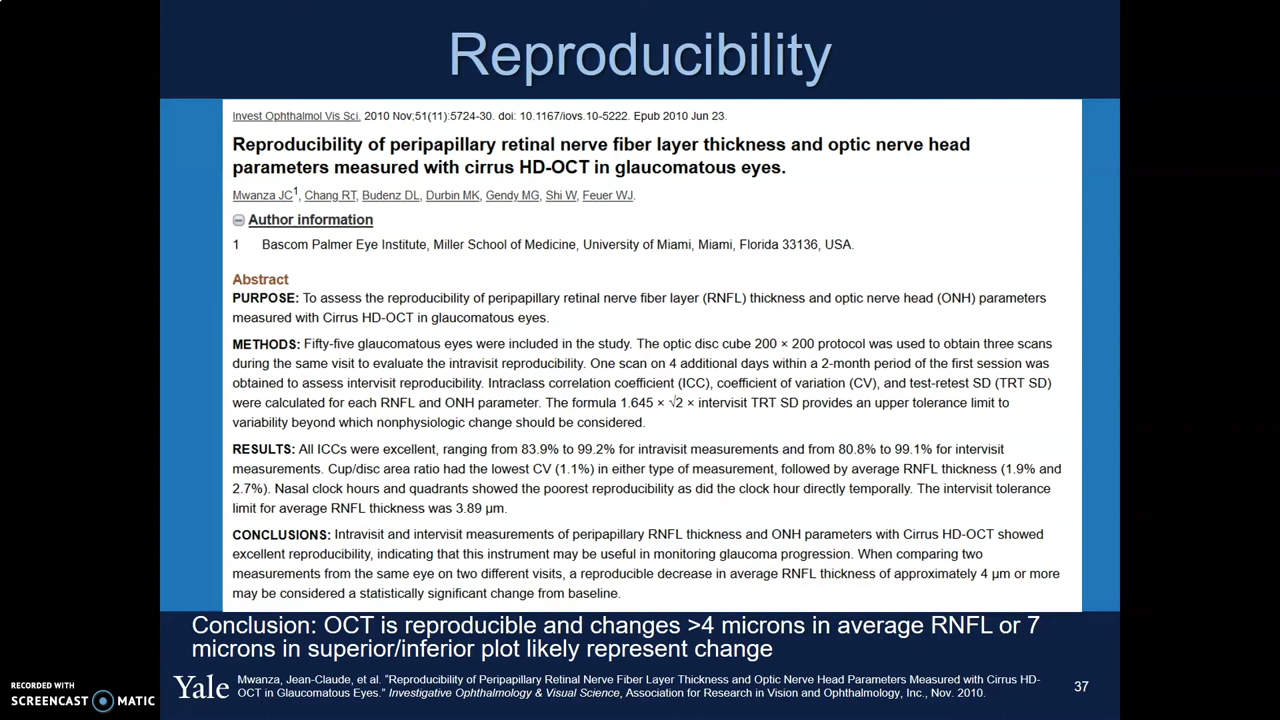 Reproducibility
Invest Ophthalmol Vis Sci. 2010 Nov;51(11):5724-30. doi: 10.1167/iovs.10-5222. Epub 2010 Jun 23.
Reproducibility of peripapillary retinal nerve fiber layer thickness and optic nerve head
parameters measured with cirrus HD-OCT in glaucomatous eyes.
Mwanza JC1, Chang RT, Budenz DL, Durbin MK, Gendy MG, Shi W, Feuer WJ.
Author information
1 Bascom Palmer Eye Institute, Miller School of Medicine, University of Miami, Miami, Florida 33136, USA.
Abstract
PURPOSE: To assess the reproducibility of peripapillary retinal nerve fiber layer (RNFL) thickness and optic nerve head (ONH) parameters
measured with Cirrus HD-OCT in glaucomatous eyes.
METHODS: Fifty-five glaucomatous eyes were included in the study. The optic disc cube 200 × 200 protocol was used to obtain three scans
during the same visit to evaluate the intravisit reproducibility. One scan on 4 additional days within a 2-month period of the first session was
obtained to assess intervisit reproducibility. Intraclass correlation coefficient (ICC), coefficient of variation (CV), and test-retest SD (TRT SD)
were calculated for each RNFL and ONH parameter. The formula 1.645 × √2 × intervisit TRT SD provides an upper tolerance limit to
variability beyond which nonphysiologic change should be considered.
RESULTS: All ICCs were excellent, ranging from 83.9% to 99.2% for intravisit measurements and from 80.8% to 99.1% for intervisit
measurements. Cup/disc area ratio had the lowest CV (1.1%) in either type of measurement, followed by average RNFL thickness (1.9% and
2.7%). Nasal clock hours and quadrants showed the poorest reproducibility as did the clock hour directly temporally. The intervisit tolerance
limit for average RNFL thickness was 3.89 μm.
CONCLUSIONS: Intravisit and intervisit measurements of peripapillary RNFL thickness and ONH parameters with Cirrus HD-OCT showed
excellent reproducibility, indicating that this instrument may be useful in monitoring glaucoma progression. When comparing two
measurements from the same eye on two different visits, a reproducible decrease in average RNFL thickness of approximately 4 μm or more
may be considered a statistically significant change from baseline.
Conclusion: OCT is reproducible and changes >4 microns in average RNFL or 7
microns in superior/inferior plot likely represent change
Yale
Mwanza, Jean-Claude, et al. "Reproducibility of Peripapillary Retinal Nerve Fiber Layer Thickness and Optic Nerve Head Parameters Measured with Cirrus HD-
OCT in Glaucomatous Eyes." Investigative Ophthalmology & Visual Science, Association for Research in Vision and Ophthalmology, Inc., Nov. 2010.
37
RECORDED WITH
SCREENCAST MATIC